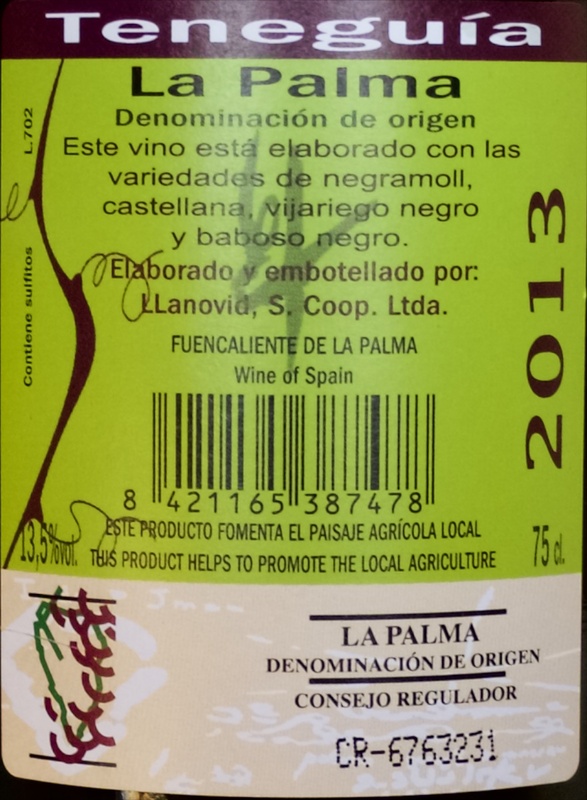 Teneguía
La Palma
Denominación de origen
Este vino está elaborado con las
variedades de negramoll,
castellana, vijariego negro
y baboso negro.
Elaborado y embotellado por:
LLanovid, S. Coop. Ltda.
FUENCALIENTE DE LA PALMA
Wine of Spain
8 421165 387478
L.702
Contiene sulfitos
2013
13,5%vol.
ESTE PRODUCTO FOMENTA EL PAISAJE AGRÍCOLA LOCAL
THIS PRODUCT HELPS TO PROMOTE THE LOCAL AGRICULTURE
75 cl.
LA PALMA
DENOMINACIÓN DE ORIGEN
CONSEJO REGULADOR
CR-6763231